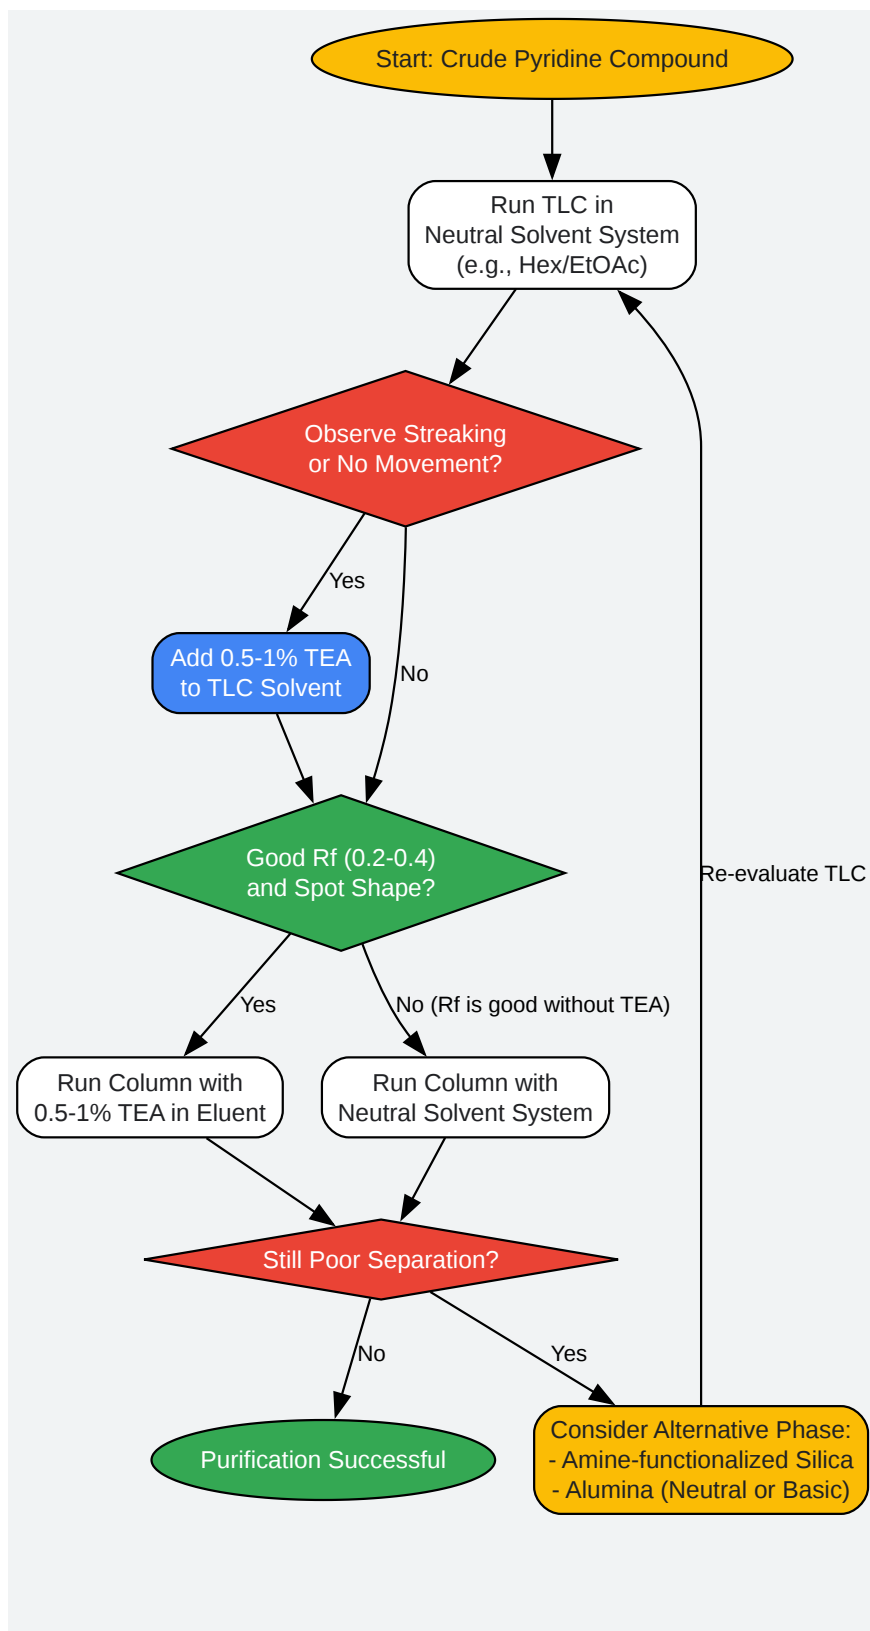 Start: Crude Pyridine Compound
Run TLC in
Neutral Solvent System
(e.g., Hex/EtOAc)
Observe Streaking
or No Movement?
Yes
Add 0.5-1% TEA
to TLC Solvent
No
Good Rf (0.2-0.4)
and Spot Shape?
Re-evaluate TLC
Yes
No (Rf is good without TEA)
Run Column with
0.5-1% TEA in Eluent
Run Column with
Neutral Solvent System
Still Poor Separation?
No
Yes
Purification Successful
Consider Alternative Phase:
- Amine-functionalized Silica
- Alumina (Neutral or Basic)